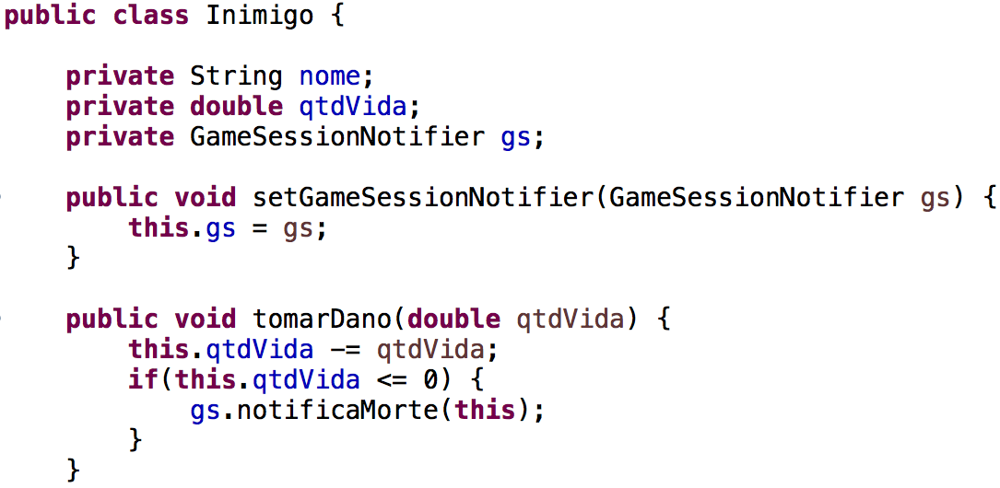 public class Inimigo {
private String nome;
private double qtdVida;
private GameSessionNotifier gs;
public void setGameSessionNotifier(GameSessionNotifier gs) {
this.gs = gs;
}
public void tomarDano(double qtdVida) {
this.qtdVida -= qtdVida;
if(this.qtdVida <= 0) {
gs.notificaMorte(this);
}
}